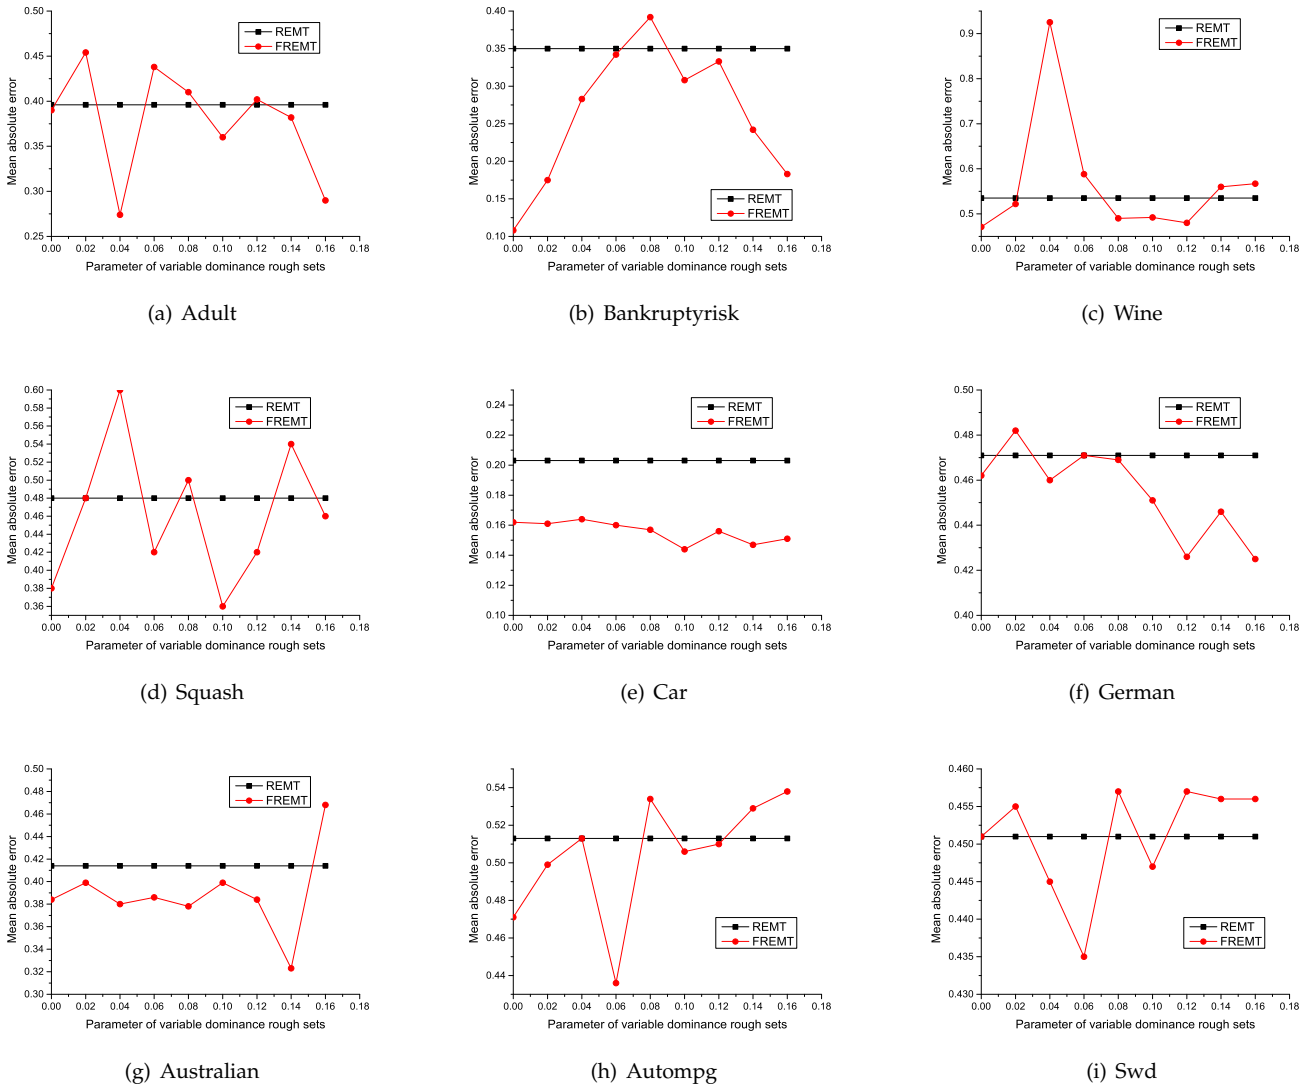 0.50
0.45
0.40
0.35
0.30
0.25
0.00 0.02 0.04 0.06 0.08 0.10 0.12 0.14 0.16 0.18
Mean absolute error
Parameter of variable dominance rough sets
REMT
FREMT
(a) Adult
0.40
0.35
0.30
0.25
0.20
0.15
0.10
0.00 0.02 0.04 0.06 0.08 0.10 0.12 0.14 0.16 0.18
Mean absolute error
Parameter of variable dominance rough sets
REMT
FREMT
(b) Bankruptyrisk
0.9
0.8
0.7
0.6
0.5
0.00 0.02 0.04 0.06 0.08 0.10 0.12 0.14 0.16 0.18
Mean absolute error
Parameter of variable dominance rough sets
REMT
FREMT
(c) Wine
0.60
0.58
0.56
0.54
0.52
0.50
0.48
0.46
0.44
0.42
0.40
0.38
0.36
0.00 0.02 0.04 0.06 0.08 0.10 0.12 0.14 0.16 0.18
Mean absolute error
Parameter of variable dominance rough sets
REMT
FREMT
(d) Squash
0.24
0.22
0.20
0.18
0.16
0.14
0.12
0.10
0.00 0.02 0.04 0.06 0.08 0.10 0.12 0.14 0.16 0.18
Mean absolute error
Parameter of variable dominance rough sets
REMT
FREMT
(e) Car
0.50
0.48
0.46
0.44
0.42
0.40
0.00 0.02 0.04 0.06 0.08 0.10 0.12 0.14 0.16 0.18
Mean absolute error
Parameter of variable dominance rough sets
REMT
FREMT
(f) German
0.50
0.48
0.46
0.44
0.42
0.40
0.38
0.36
0.34
0.32
0.30
0.00 0.02 0.04 0.06 0.08 0.10 0.12 0.14 0.16 0.18
Mean absolute error
Parameter of variable dominance rough sets
REMT
FREMT
(g) Australian
0.54
0.52
0.50
0.48
0.46
0.44
0.00 0.02 0.04 0.06 0.08 0.10 0.12 0.14 0.16 0.18
Mean absolute error
Parameter of variable dominance rough sets
REMT
FREMT
(h) Autompg
0.460
0.455
0.450
0.445
0.440
0.435
0.430
0.00 0.02 0.04 0.06 0.08 0.10 0.12 0.14 0.16 0.18
Mean absolute error
Parameter of variable dominance rough sets
REMT
FREMT
(i) Swd